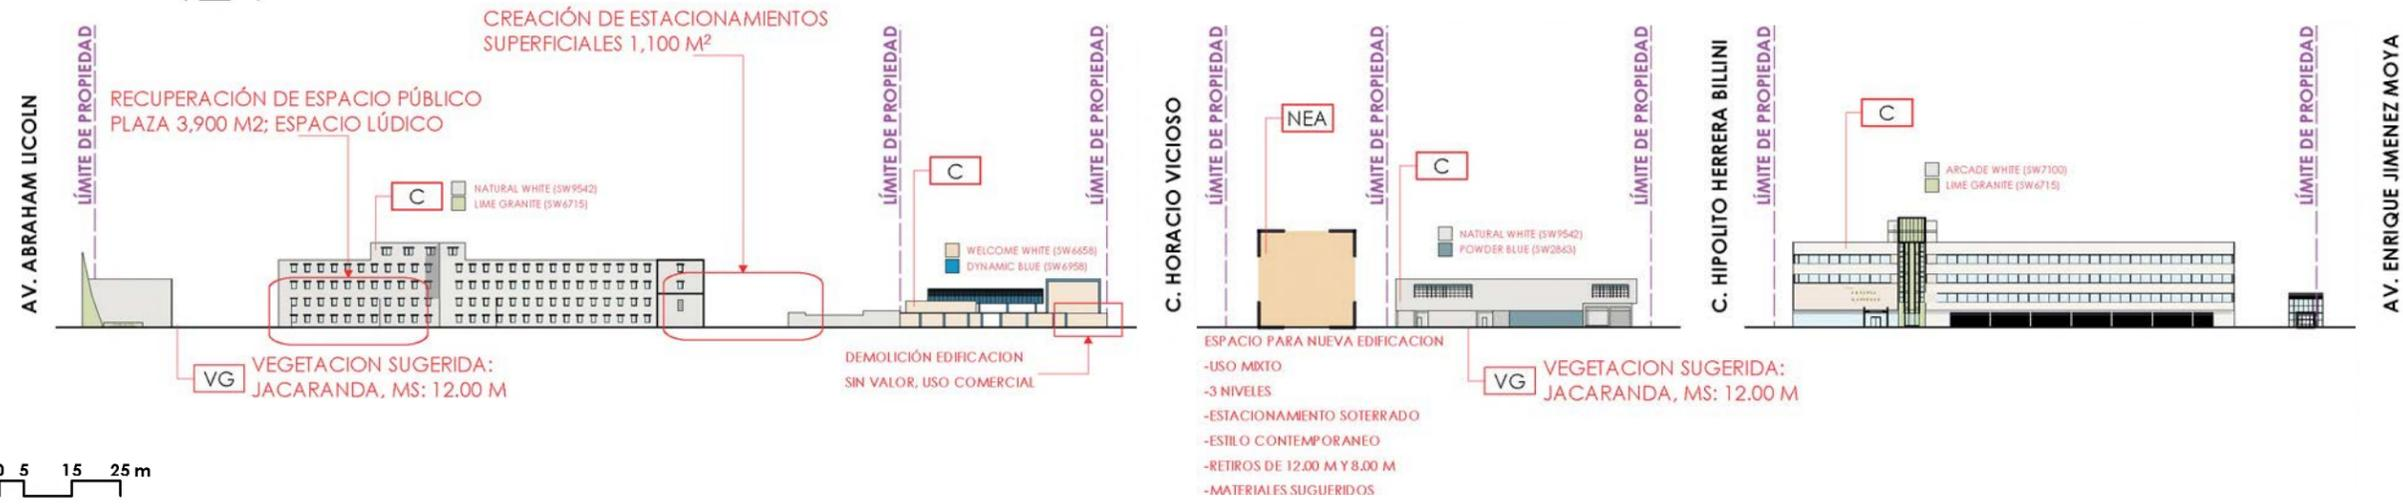 AV. ABRAHAM LICOLN
LÍMITE DE PROPIEDAD
RECUPERACIÓN DE ESPACIO PÚBLICO
PLAZA 3,900 M2; ESPACIO LÚDICO
CREACIÓN DE ESTACIONAMIENTOS
SUPERFICIALES 1,100 M²
C
NATURAL WHITE (SW9542)
LIME GRANITE (SW6715)
VG
VEGETACION SUGERIDA:
JACARANDA, MS: 12.00 M
LÍMITE DE PROPIEDAD
C
WELCOME WHITE (SW6658)
DYNAMIC BLUE (SW6958)
DEMOLICIÓN EDIFICACION
SIN VALOR, USO COMERCIAL
LÍMITE DE PROPIEDAD
C. HORACIO VICIOSO
LÍMITE DE PROPIEDAD
NEA
ESPACIO PARA NUEVA EDIFICACION
-USO MIXTO
-3 NIVELES
-ESTACIONAMIENTO SOTERRADO
-ESTILO CONTEMPORANEO
-RETIROS DE 12.00 M Y 8.00 M
-MATERIALES SUGUERIDOS
LÍMITE DE PROPIEDAD
C
NATURAL WHITE (SW9542)
POWDER BLUE (SW2863)
VG
VEGETACION SUGERIDA:
JACARANDA, MS: 12.00 M
LÍMITE DE PROPIEDAD
C. HIPOLITO HERRERA BILLINI
LÍMITE DE PROPIEDAD
C
ARCADE WHITE (SW7100)
LIME GRANITE (SW6715)
LÍMITE DE PROPIEDAD
AV. ENRIQUE JIMENEZ MOYA
0 5 15 25 m